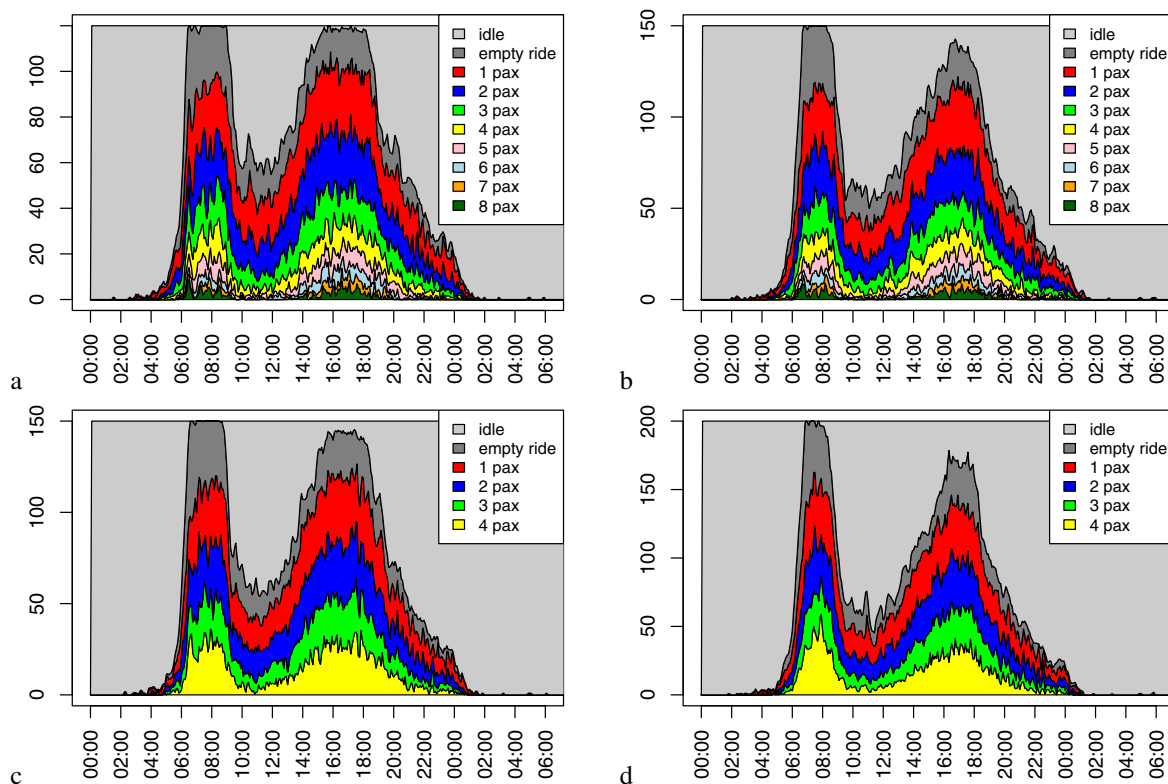 0 20 40 60 80 100
00:00 02:00 04:00 06:00 08:00 10:00 12:00 14:00 16:00 18:00 20:00 22:00 00:00 02:00 04:00 06:00
idle
empty ride
1 pax
2 pax
3 pax
4 pax
5 pax
6 pax
7 pax
8 pax
a
0 50 100 150
00:00 02:00 04:00 06:00 08:00 10:00 12:00 14:00 16:00 18:00 20:00 22:00 00:00 02:00 04:00 06:00
idle
empty ride
1 pax
2 pax
3 pax
4 pax
5 pax
6 pax
7 pax
8 pax
b
0 50 100 150
00:00 02:00 04:00 06:00 08:00 10:00 12:00 14:00 16:00 18:00 20:00 22:00 00:00 02:00 04:00 06:00
idle
empty ride
1 pax
2 pax
3 pax
4 pax
c
0 50 100 150 200
00:00 02:00 04:00 06:00 08:00 10:00 12:00 14:00 16:00 18:00 20:00 22:00 00:00 02:00 04:00 06:00
idle
empty ride
1 pax
2 pax
3 pax
4 pax
d